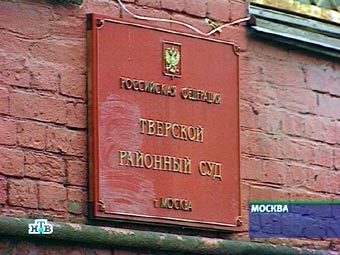 РОССИЙСКАЯ ФЕДЕРАЦИЯ
ТВЕРСКОЙ
РАЙОННЫЙ СУД
г. МОСКВА
МОСКВА
НТВ